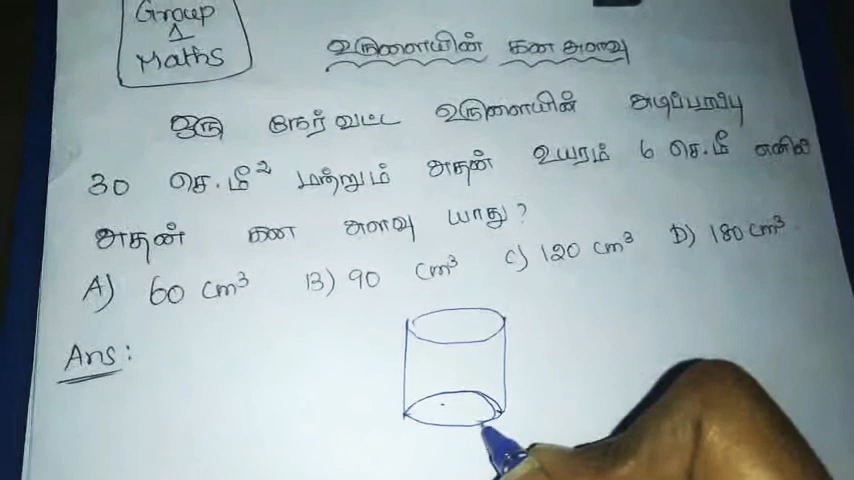 Group
1
Maths
உருளையின் கன அளவு
ஒரு நேர் வட்ட உருளையின் அடிப்பரப்பு
30 செ.மீ² மற்றும் அதன் உயரம் 6 செ.மீ எனில்
அதன் கன அளவு யாது?
A) 60 cm³ B) 90 cm³ C) 120 cm³ D) 180 cm³
Ans: